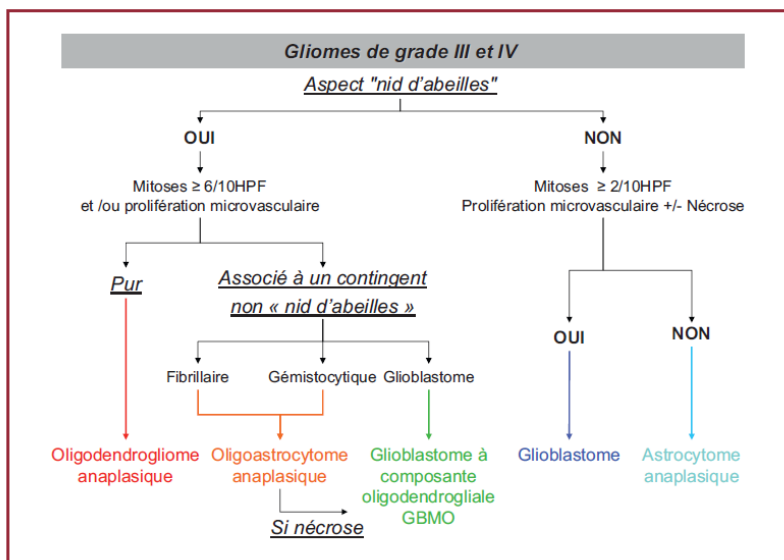 Gliomes de grade III et IV
Aspect "nid d'abeilles"
OUI
NON
Mitoses ≥ 6/10HPF
et /ou prolifération microvasculaire
Mitoses ≥ 2/10HPF
Prolifération microvasculaire +/- Nécrose
Pur
Associé à un contingent
non « nid d'abeilles »
OUI
NON
Fibrillaire
Gémistocytique
Glioblastome
Oligodendrogliome
anaplasique
Oligoastrocytome
anaplasique
Glioblastome à
composante
oligodendrogliale
GBMO
Glioblastome
Astrocytome
anaplasique
Si nécrose